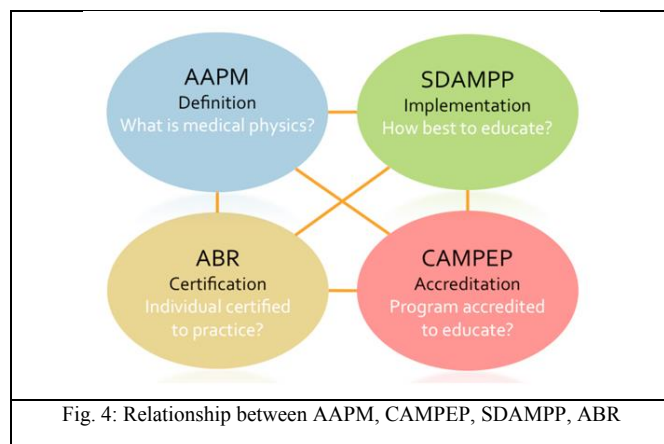 AAPM
Definition
What is medical physics?
SDAMPP
Implementation
How best to educate?
ABR
Certification
Individual certified
to practice?
CAMPEP
Accreditation
Program accredited
to educate?
Fig. 4: Relationship between AAPM, CAMPEP, SDAMPP, ABR